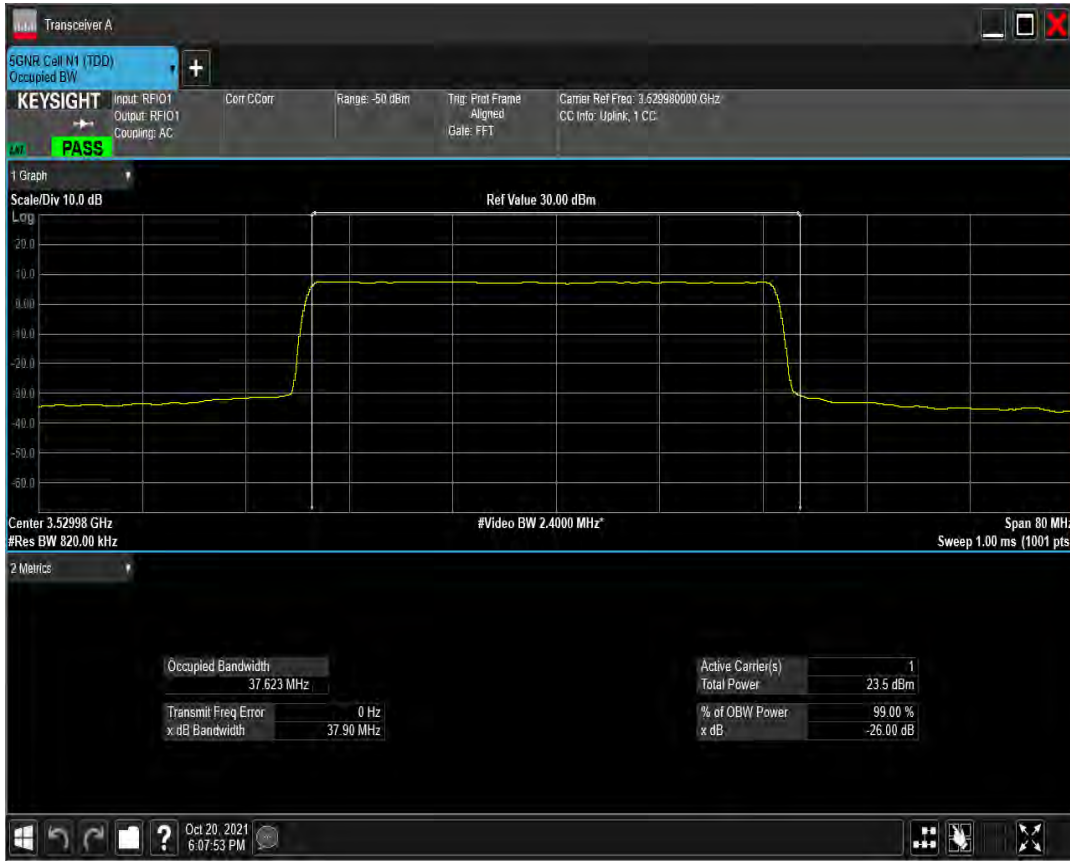 Transceiver A
5GNR Cell N1 (TDD)
Occupied BW
+
KEYSIGHT
PASS
Input: RFIO1
Output: RFIO1
Coupling: AC
Corr CCorr
Range: -50 dBm
Trig: Prot Frame
Aligned
Gate: FFT
Carrier Ref Freq: 3.529980000 GHz
CC Info: Uplink, 1 CC
1 Graph
Scale/Div 10.0 dB
Ref Value 30.00 dBm
Log
20.0
10.0
0.00
-10.0
-20.0
-30.0
-40.0
-50.0
-60.0
Center 3.52998 GHz
#Video BW 2.4000 MHz*
Span 80 MHz
#Res BW 820.00 kHz
Sweep 1.00 ms (1001 pts
2 Metrics
Occupied Bandwidth
37.623 MHz
Transmit Freq Error 0 Hz
x dB Bandwidth 37.90 MHz
Active Carrier(s) 1
Total Power 23.5 dBm
% of OBW Power 99.00 %
x dB -26.00 dB
?
Oct 20, 2021
6:07:53 PM